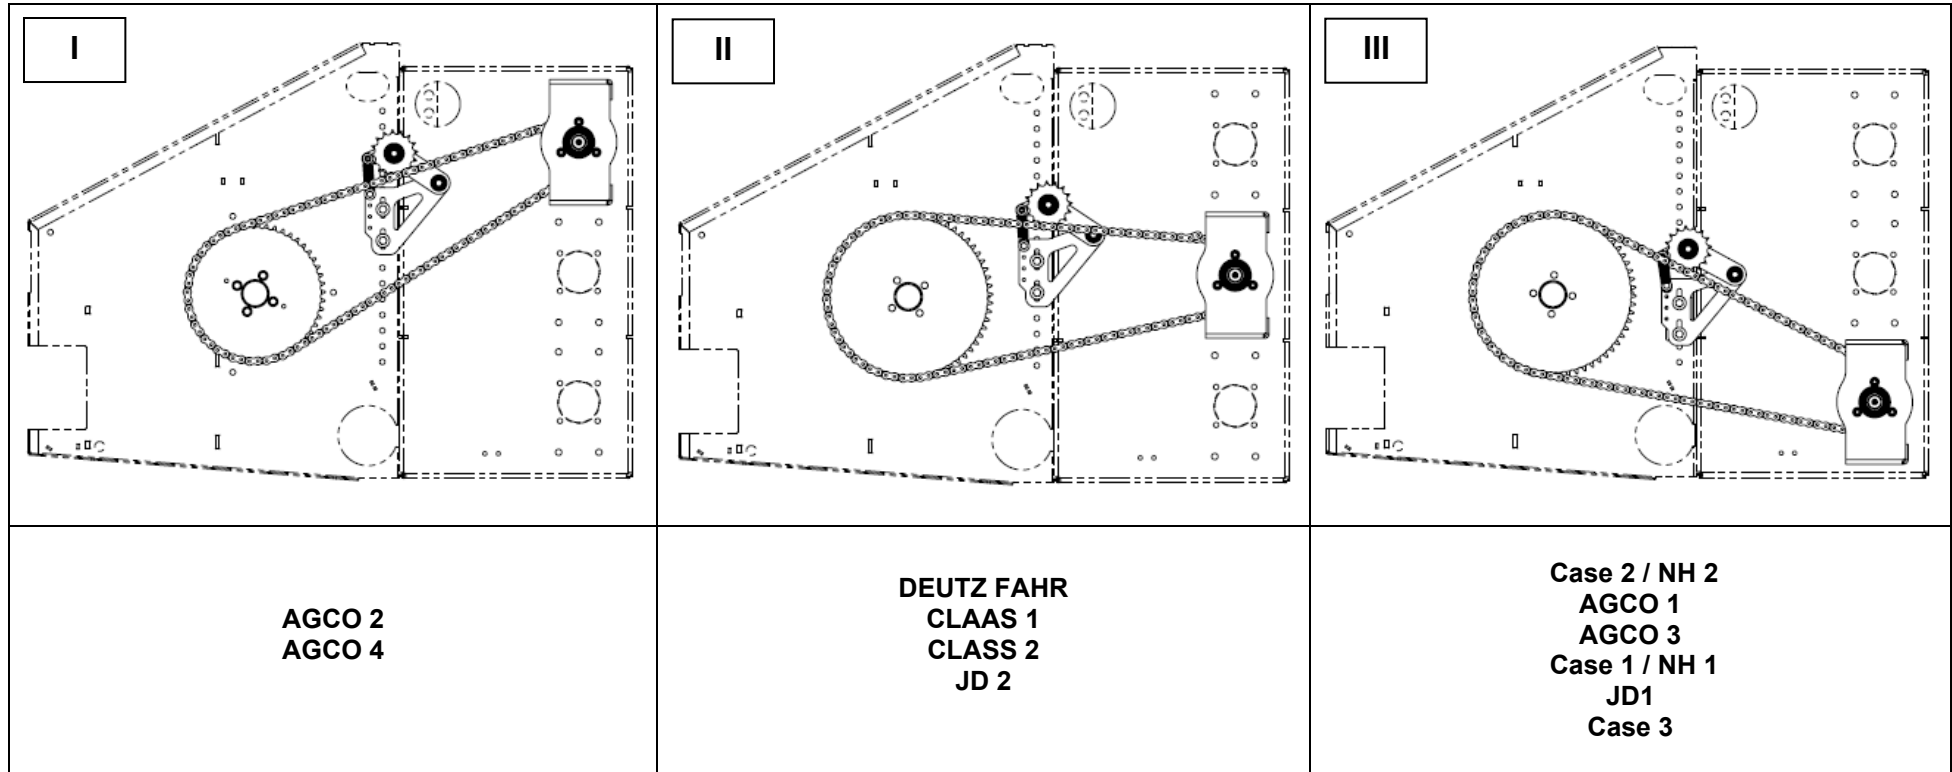 I
II
III
AGCO 2
AGCO 4
DEUTZ FAHR
CLAAS 1
CLASS 2
JD 2
Case 2 / NH 2
AGCO 1
AGCO 3
Case 1 / NH 1
JD1
Case 3